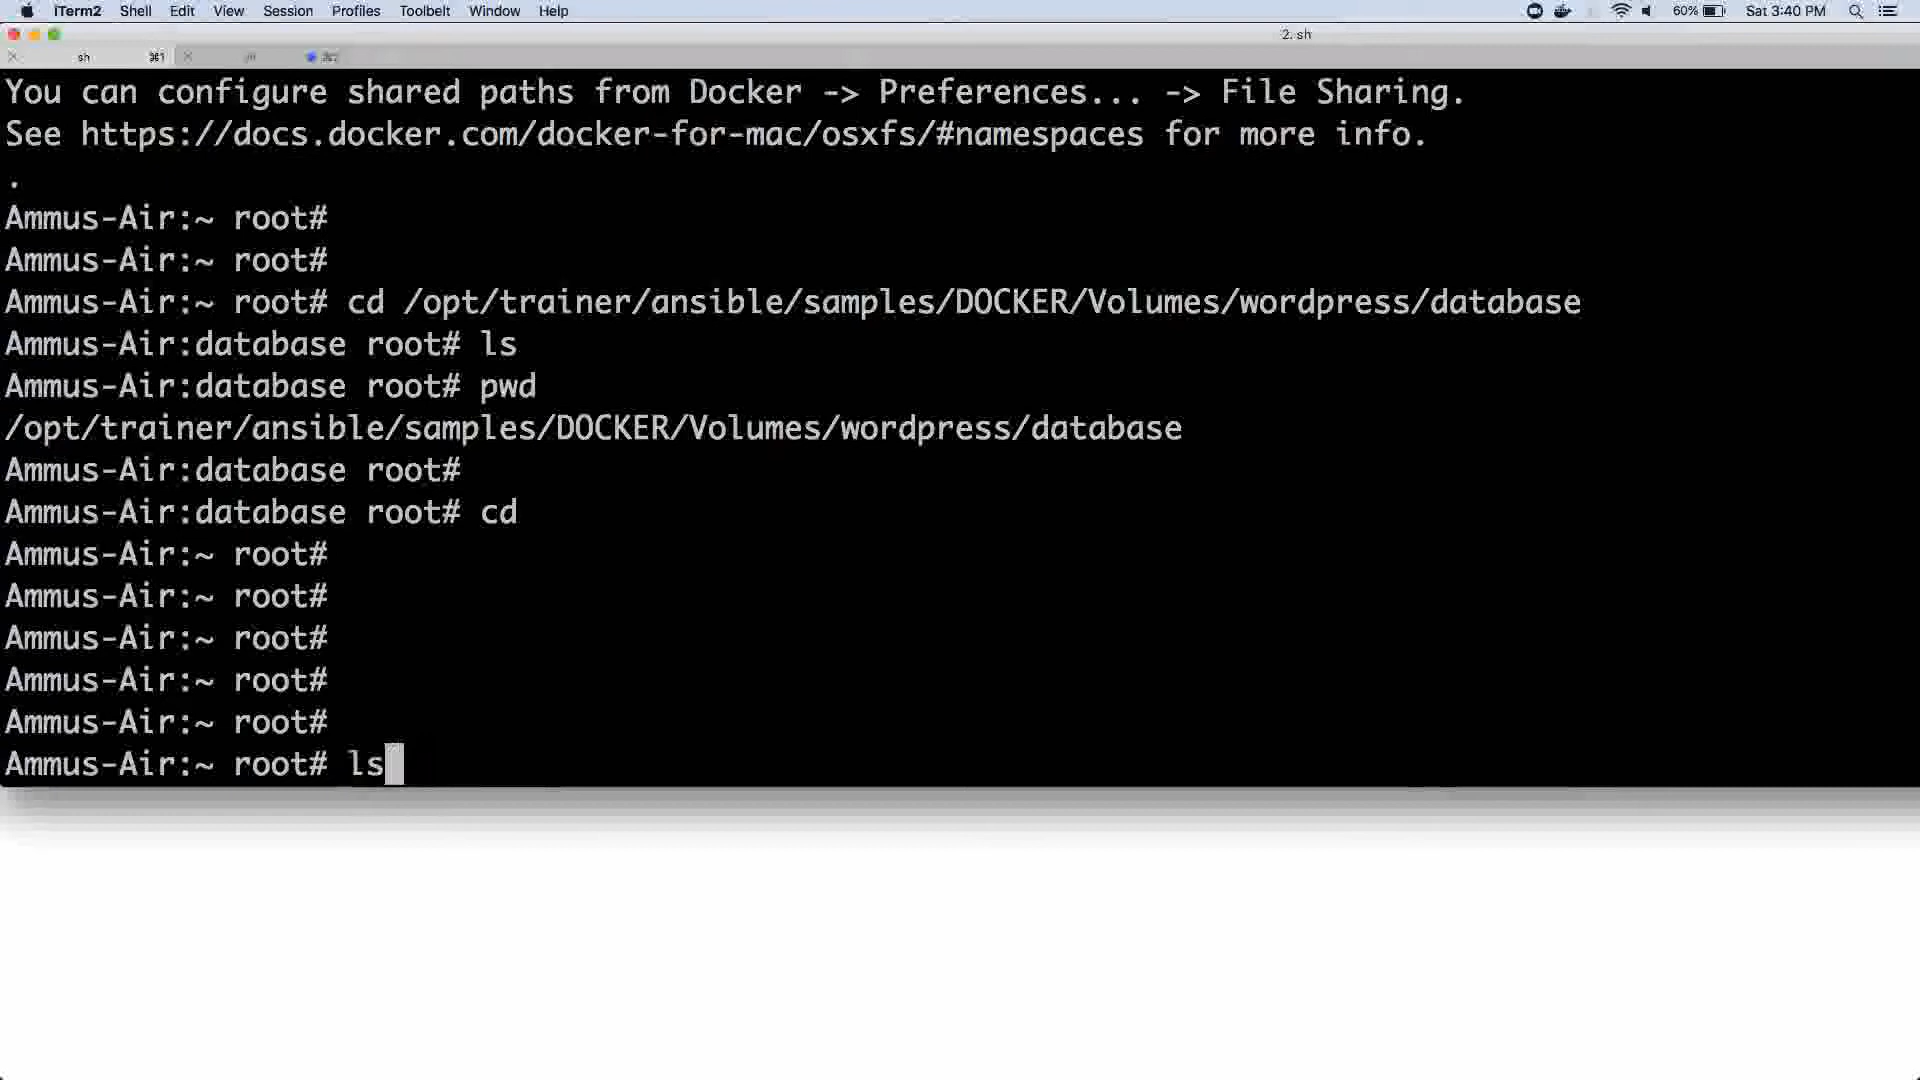 iTerm2 Shell Edit View Session Profiles Toolbelt Window Help 60% Sat 3:40 PM
2. sh
sh ⌘1 ⌘2
You can configure shared paths from Docker -> Preferences... -> File Sharing.
See https://docs.docker.com/docker-for-mac/osxfs/#namespaces for more info.
.
Ammus-Air:~ root#
Ammus-Air:~ root#
Ammus-Air:~ root# cd /opt/trainer/ansible/samples/DOCKER/Volumes/wordpress/database
Ammus-Air:database root# ls
Ammus-Air:database root# pwd
/opt/trainer/ansible/samples/DOCKER/Volumes/wordpress/database
Ammus-Air:database root#
Ammus-Air:database root# cd
Ammus-Air:~ root#
Ammus-Air:~ root#
Ammus-Air:~ root#
Ammus-Air:~ root#
Ammus-Air:~ root#
Ammus-Air:~ root# ls